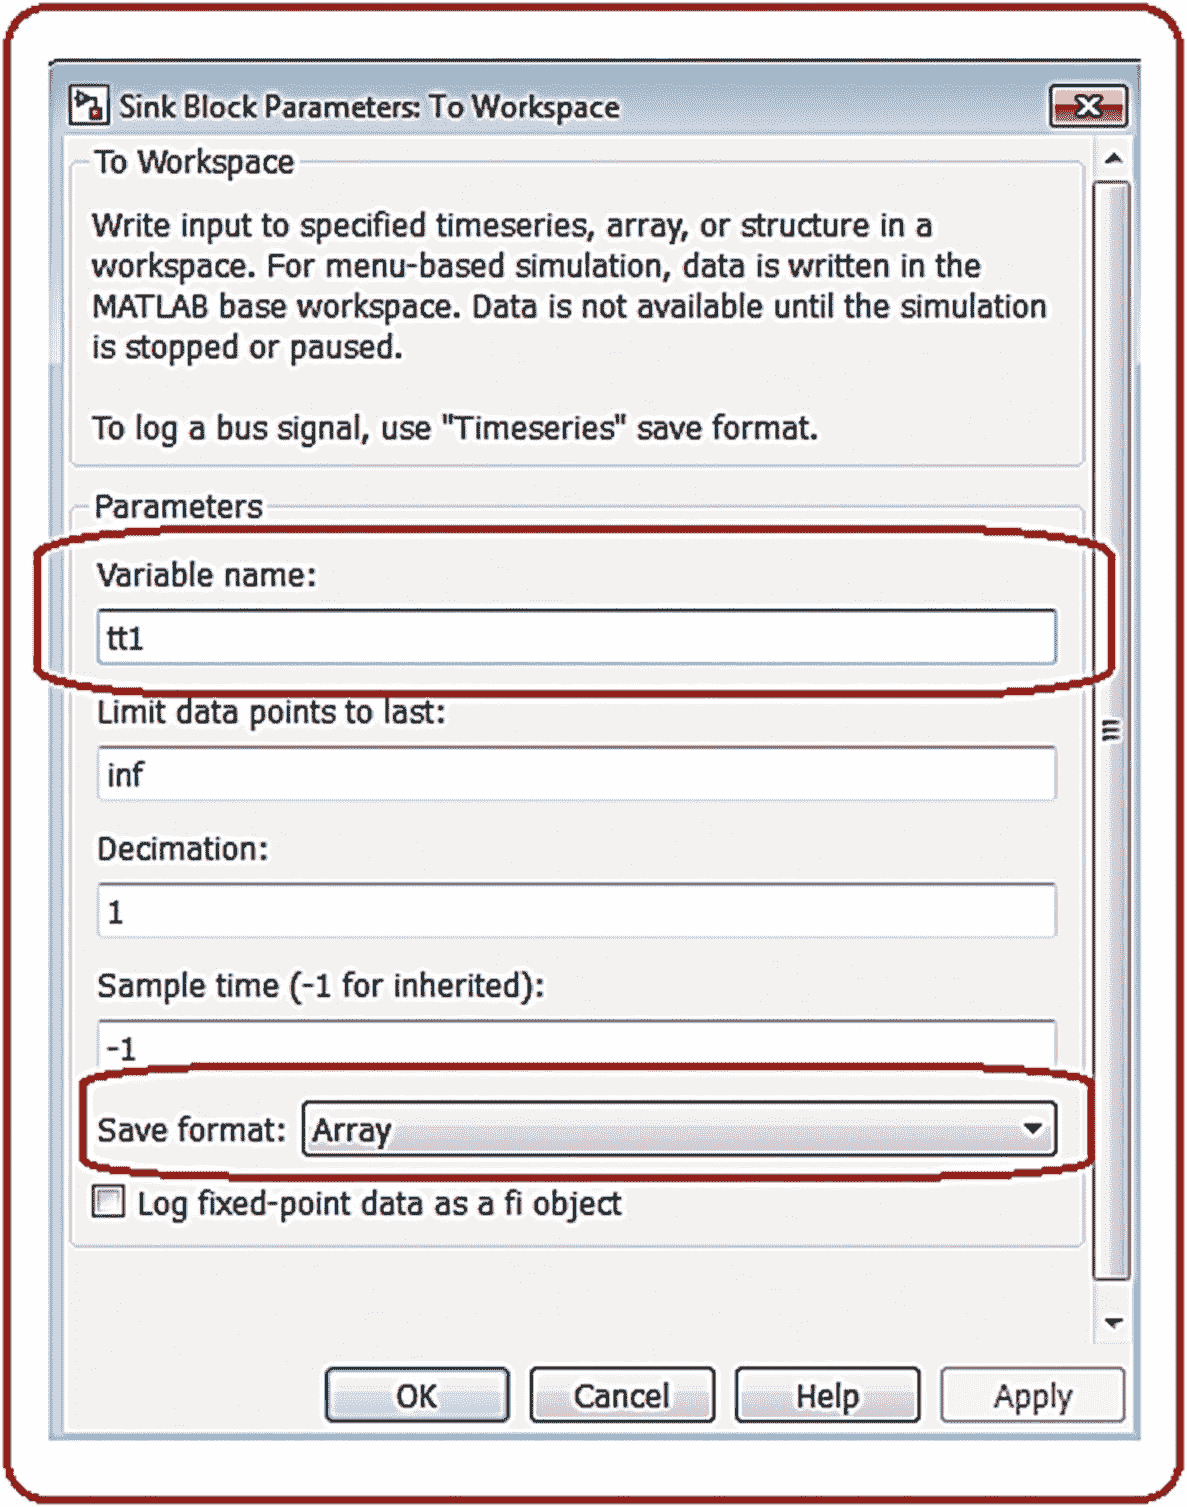 Sink Block Parameters: To Workspace
To Workspace
Write input to specified timeseries, array, or structure in a
workspace. For menu-based simulation, data is written in the
MATLAB base workspace. Data is not available until the simulation
is stopped or paused.
To log a bus signal, use "Timeseries" save format.
Parameters
Variable name:
tt1
Limit data points to last:
inf
Decimation:
1
Sample time (-1 for inherited):
-1
Save format: Array
Log fixed-point data as a fi object
OK Cancel Help Apply